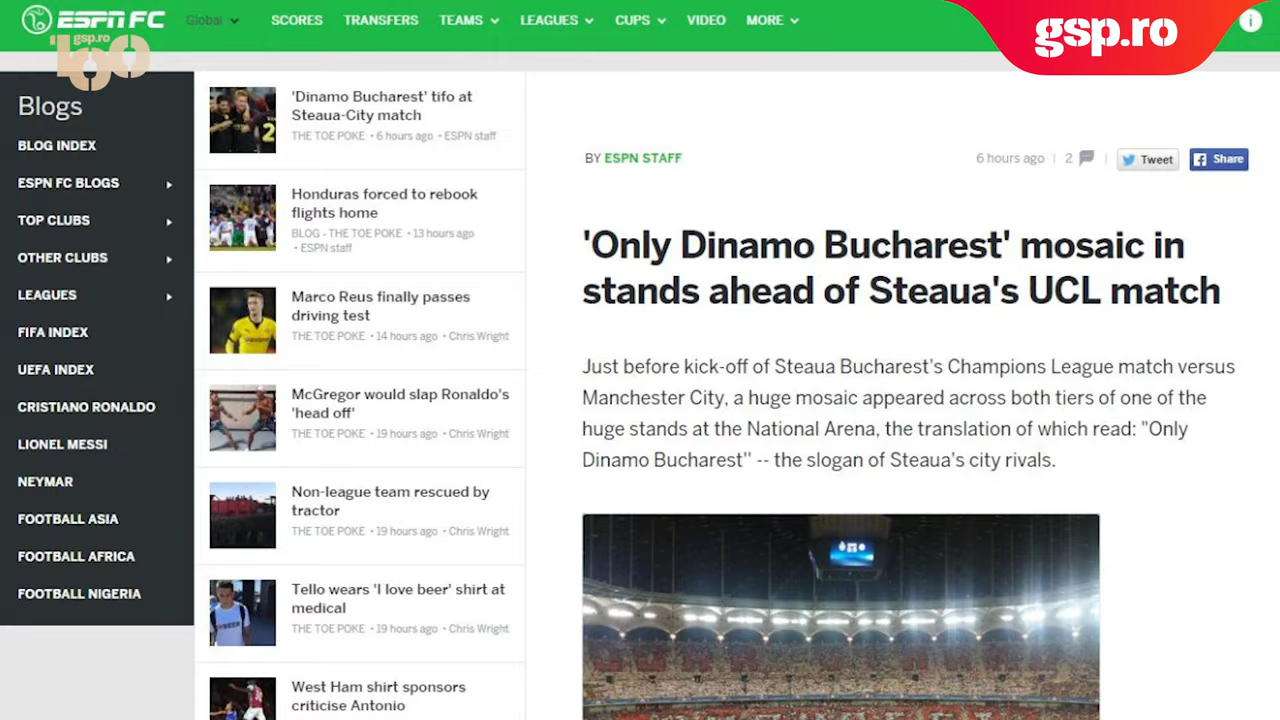 ESPN FC
Global
SCORES
TRANSFERS
TEAMS
LEAGUES
CUPS
VIDEO
MORE
gsp.ro
i
gsp.ro
100
Blogs
BLOG INDEX
ESPN FC BLOGS
TOP CLUBS
OTHER CLUBS
LEAGUES
FIFA INDEX
UEFA INDEX
CRISTIANO RONALDO
LIONEL MESSI
NEYMAR
FOOTBALL ASIA
FOOTBALL AFRICA
FOOTBALL NIGERIA
'Dinamo Bucharest' tifo at
Steaua-City match
THE TOE POKE • 6 hours ago • ESPN staff
Honduras forced to rebook
flights home
BLOG - THE TOE POKE • 13 hours ago
• ESPN staff
Marco Reus finally passes
driving test
THE TOE POKE • 14 hours ago • Chris Wright
McGregor would slap Ronaldo's
'head off'
THE TOE POKE • 19 hours ago • Chris Wright
Non-league team rescued by
tractor
THE TOE POKE • 19 hours ago • Chris Wright
Tello wears 'I love beer' shirt at
medical
THE TOE POKE • 19 hours ago • Chris Wright
West Ham shirt sponsors
criticise Antonio
BY ESPN STAFF
6 hours ago | 2
Tweet
Share
'Only Dinamo Bucharest' mosaic in
stands ahead of Steaua's UCL match
Just before kick-off of Steaua Bucharest's Champions League match versus
Manchester City, a huge mosaic appeared across both tiers of one of the
huge stands at the National Arena, the translation of which read: "Only
Dinamo Bucharest" -- the slogan of Steaua's city rivals.